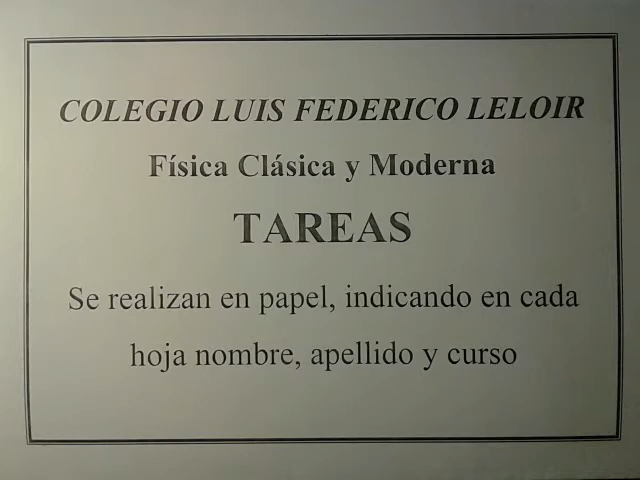 COLEGIO LUIS FEDERICO LELOIR
Física Clásica y Moderna
TAREAS
Se realizan en papel, indicando en cada
hoja nombre, apellido y curso